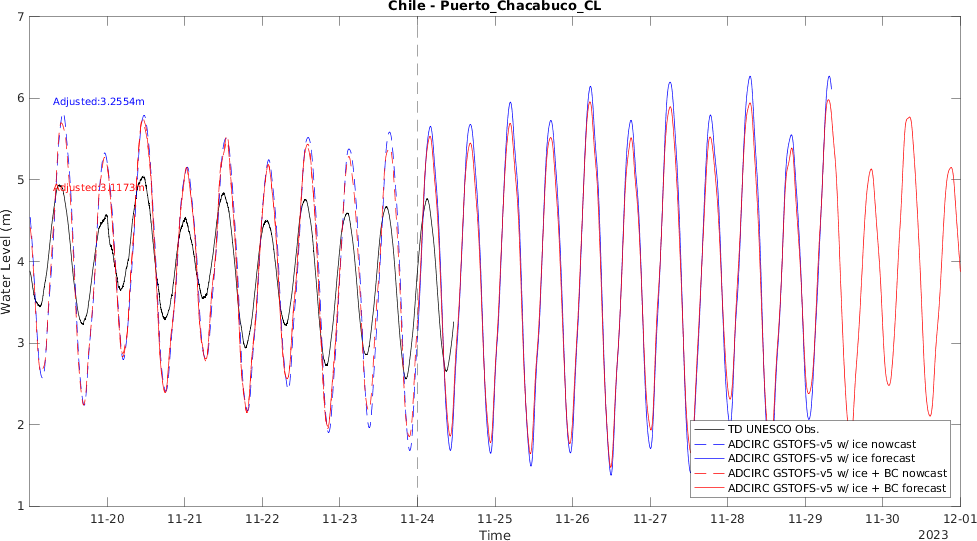 Chile - Puerto_Chacabuco_CL
7
6
5
4
3
2
1
Water Level (m)
Adjusted:3.2554m
Adjusted:3.1173m
TD UNESCO Obs.
ADCIRC GSTOFS-v5 w/ ice nowcast
ADCIRC GSTOFS-v5 w/ ice forecast
ADCIRC GSTOFS-v5 w/ ice + BC nowcast
ADCIRC GSTOFS-v5 w/ ice + BC forecast
11-20 11-21 11-22 11-23 11-24 11-25 11-26 11-27 11-28 11-29 11-30 12-01
Time
2023